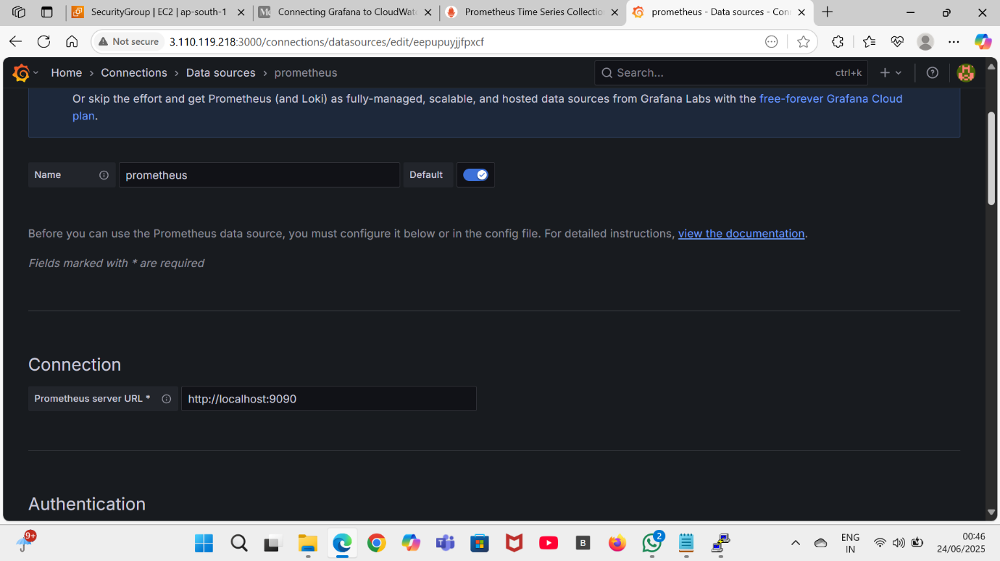 SecurityGroup | EC2 | ap-south-1
Connecting Grafana to CloudWat
Prometheus Time Series Collectio
prometheus - Data sources - Con
Not secure
3.110.119.218:3000/connections/datasources/edit/eepupuyjjfpxcf
Home › Connections › Data sources › prometheus
Search...
ctrl+k
Or skip the effort and get Prometheus (and Loki) as fully-managed, scalable, and hosted data sources from Grafana Labs with the free-forever Grafana Cloud
plan.
Name
prometheus
Default
Before you can use the Prometheus data source, you must configure it below or in the config file. For detailed instructions, view the documentation.
Fields marked with * are required
Connection
Prometheus server URL *
http://localhost:9090
Authentication
9+
B
2
ENG
IN
00:46
24/06/2025